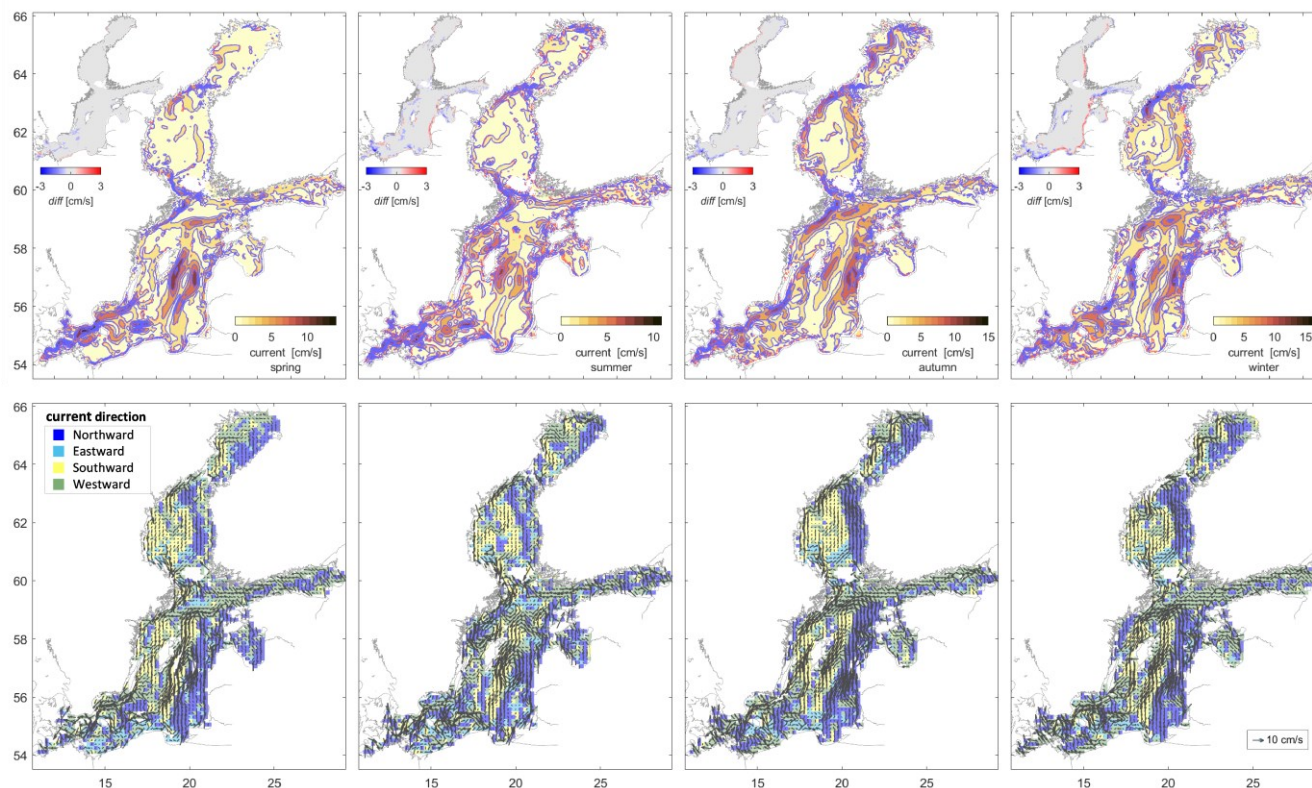 66
64
62
60
58
56
54
-3 0 3
diff [cm/s]
0 5 10
current [cm/s]
spring
-3 0 3
diff [cm/s]
0 5 10
current [cm/s]
summer
-3 0 3
diff [cm/s]
0 5 10 15
current [cm/s]
autumn
-3 0 3
diff [cm/s]
0 5 10 15
current [cm/s]
winter
current direction
Northward
Eastward
Southward
Westward
66
64
62
60
58
56
54
10 cm/s
15 20 25
15 20 25
15 20 25
15 20 25